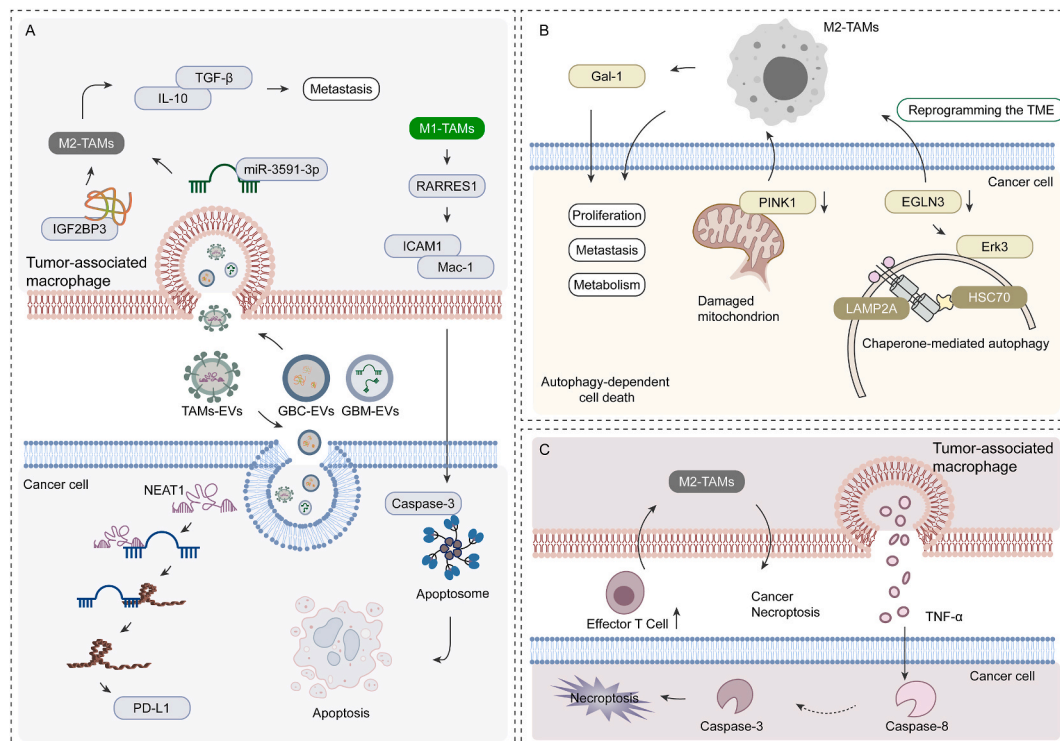 A
TGF-β
IL-10
Metastasis
M2-TAMs
M1-TAMs
miR-3591-3p
RARRES1
IGF2BP3
ICAM1
Mac-1
Tumor-associated
macrophage
TAMs-EVs
GBC-EVs
GBM-EVs
Cancer cell
NEAT1
Caspase-3
Apoptosome
PD-L1
Apoptosis
B
M2-TAMs
Gal-1
Reprogramming the TME
Cancer cell
PINK1
EGLN3
Proliferation
Metastasis
Metabolism
Erk3
Damaged
mitochondrion
LAMP2A
HSC70
Chaperone-mediated autophagy
Autophagy-dependent
cell death
C
Tumor-associated
macrophage
M2-TAMs
Cancer
Necroptosis
Effector T Cell
TNF-α
Cancer cell
Necroptosis
Caspase-3
Caspase-8